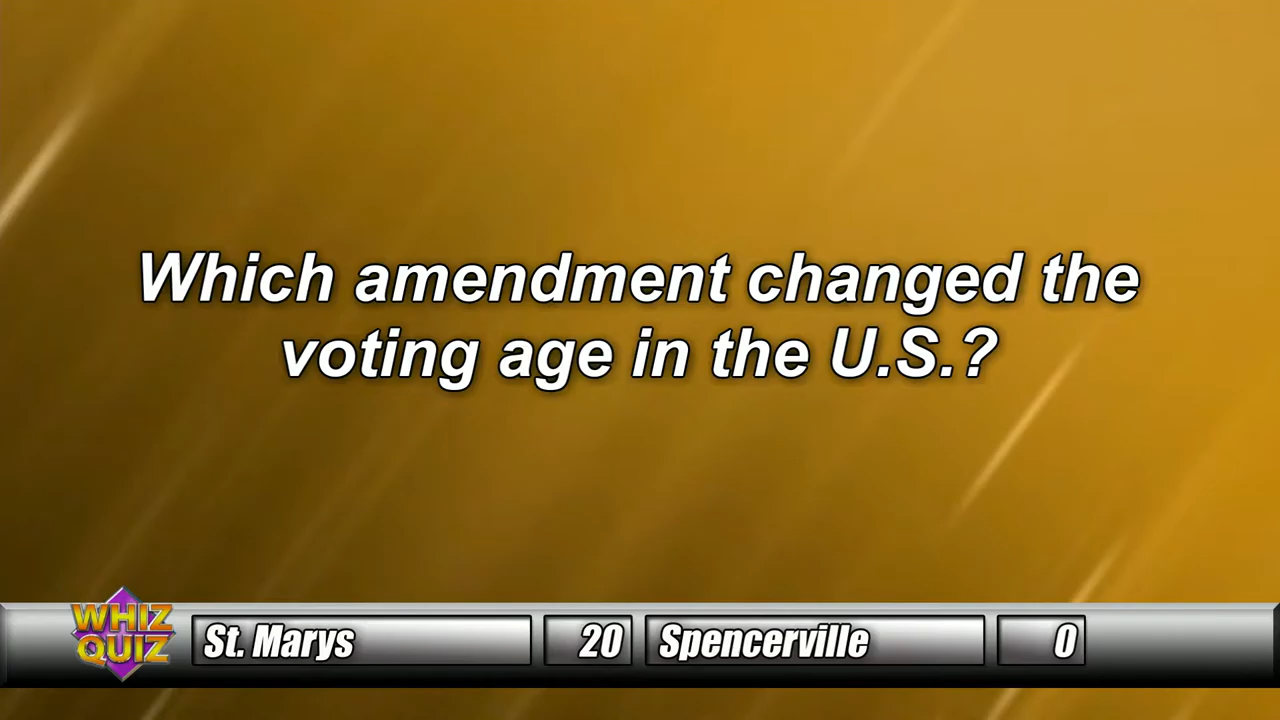 Which amendment changed the
voting age in the U.S.?
WHIZ
QUIZ
St. Marys 20 Spencerville 0